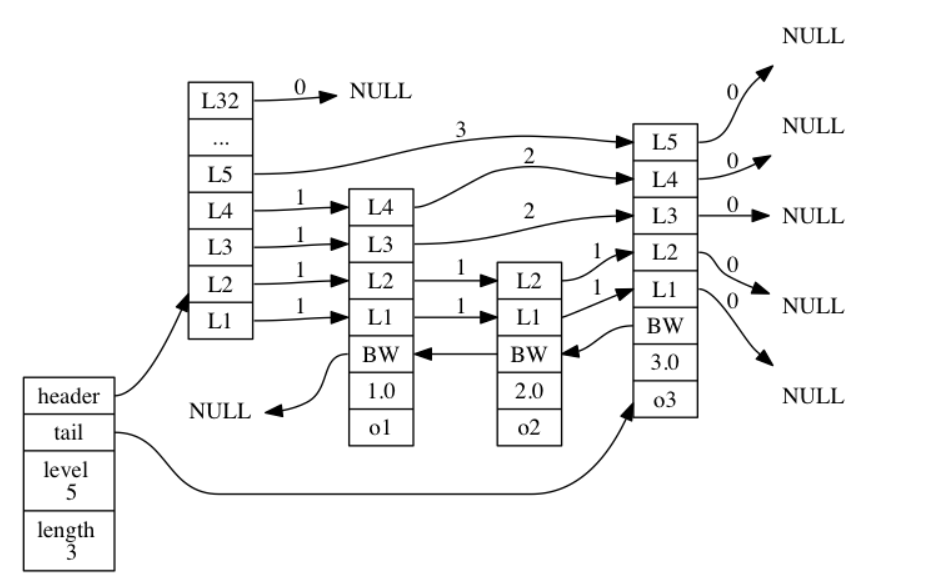 NULL
L32
0
NULL
...
L5
3
L4
1
L3
1
L2
1
L1
1
L4
2
L3
2
L2
1
L1
1
BW
1.0
o1
NULL
L2
1
L1
1
BW
2.0
o2
L5
0
L4
0
NULL
L3
0
NULL
L2
0
NULL
L1
0
NULL
BW
3.0
o3
header
tail
level
5
length
3